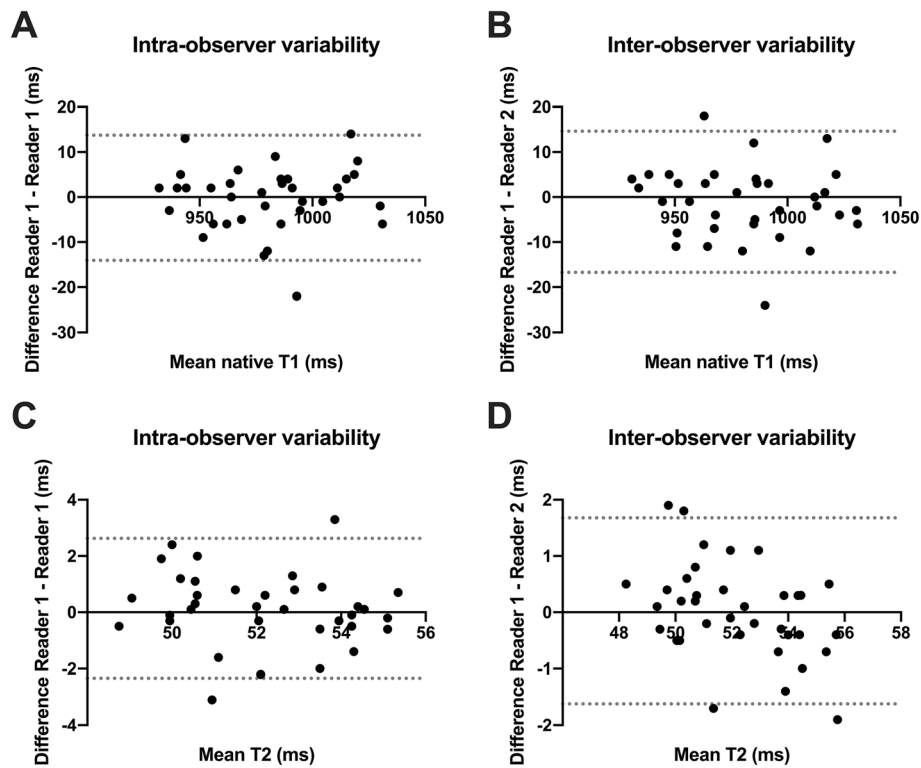 A
Intra-observer variability
Difference Reader 1 - Reader 1 (ms)
20
10
0
-10
-20
-30
950
1000
1050
Mean native T1 (ms)
B
Inter-observer variability
Difference Reader 1 - Reader 2 (ms)
20
10
0
-10
-20
-30
950
1000
1050
Mean native T1 (ms)
C
Intra-observer variability
Difference Reader 1 - Reader 1 (ms)
4
2
0
-2
-4
50
52
54
56
Mean T2 (ms)
D
Inter-observer variability
Difference Reader 1 - Reader 2 (ms)
2
1
0
-1
-2
48
50
52
54
56
58
Mean T2 (ms)